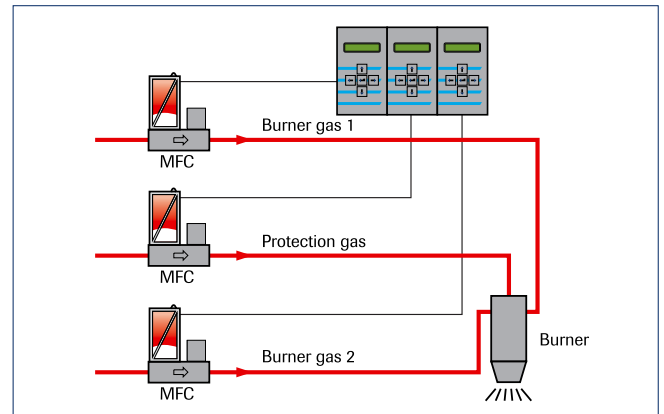 Burner gas 1
MFC
Protection gas
MFC
Burner
Burner gas 2
MFC